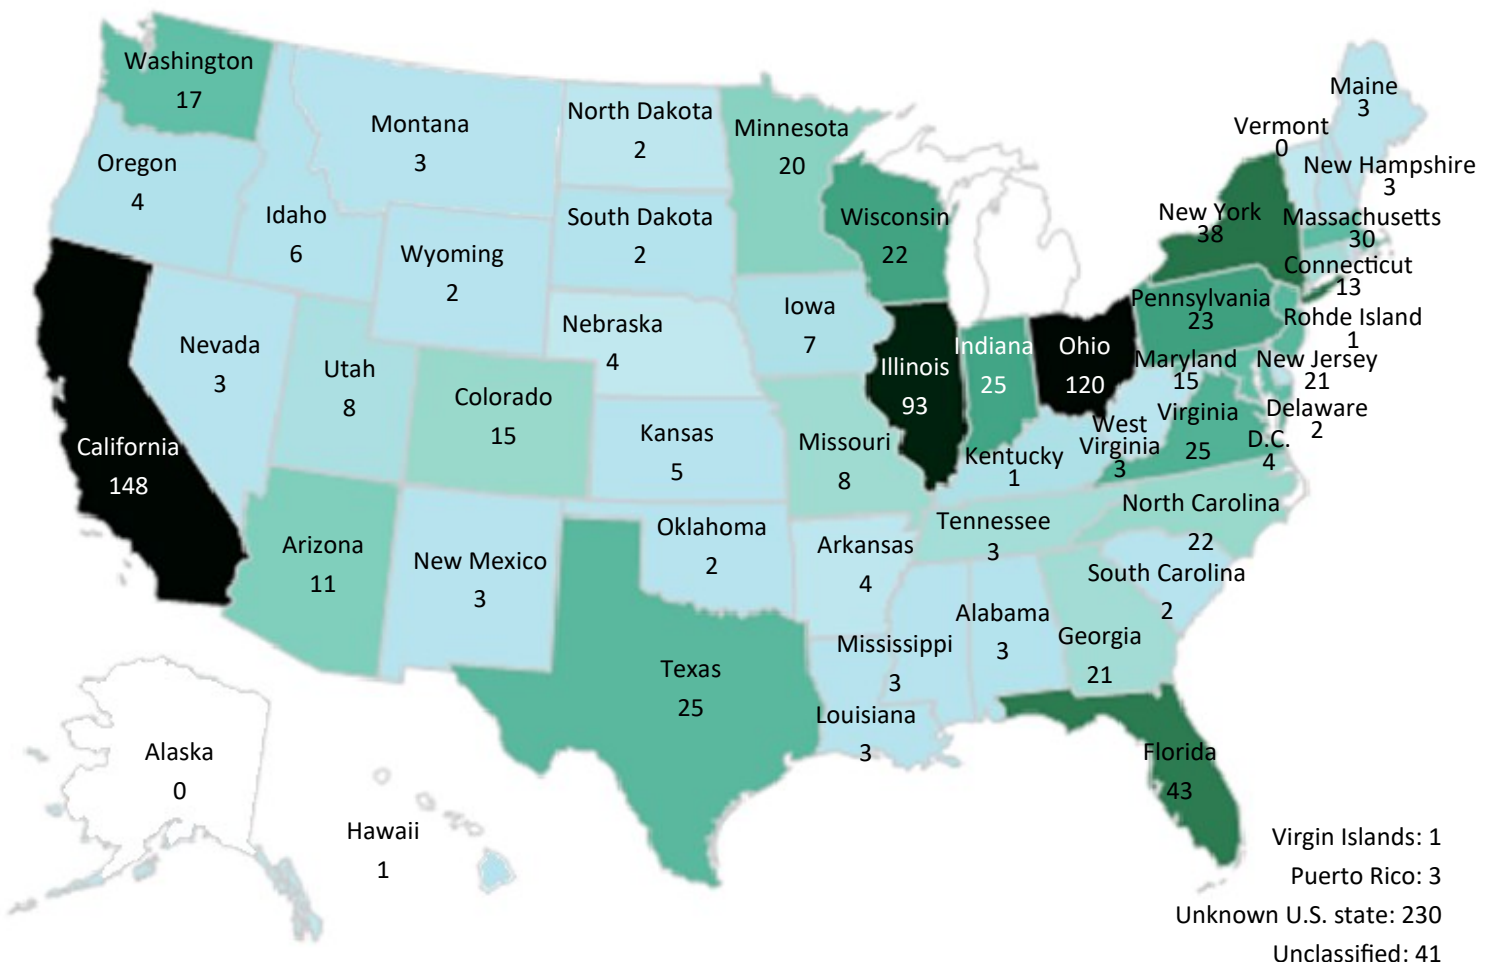 Washington
17
Oregon
4
California
148
Nevada
3
Idaho
6
Montana
3
Wyoming
2
Utah
8
Colorado
15
Arizona
11
New Mexico
3
North Dakota
2
South Dakota
2
Nebraska
4
Kansas
5
Oklahoma
2
Texas
25
Minnesota
20
Iowa
7
Missouri
8
Arkansas
4
Louisiana
3
Wisconsin
22
Illinois
93
Indiana
25
Ohio
120
Kentucky
1
Tennessee
3
Mississippi
3
Alabama
3
Georgia
21
Florida
43
South Carolina
2
North Carolina
22
West
Virginia
3
Virginia
25
D.C.
4
Maryland
15
Delaware
2
New Jersey
21
Pennsylvania
23
New York
38
Rohde Island
1
Connecticut
13
Massachusetts
30
New Hampshire
3
Vermont
0
Maine
3
Alaska
0
Hawaii
1
Virgin Islands: 1
Puerto Rico: 3
Unknown U.S. state: 230
Unclassified: 41